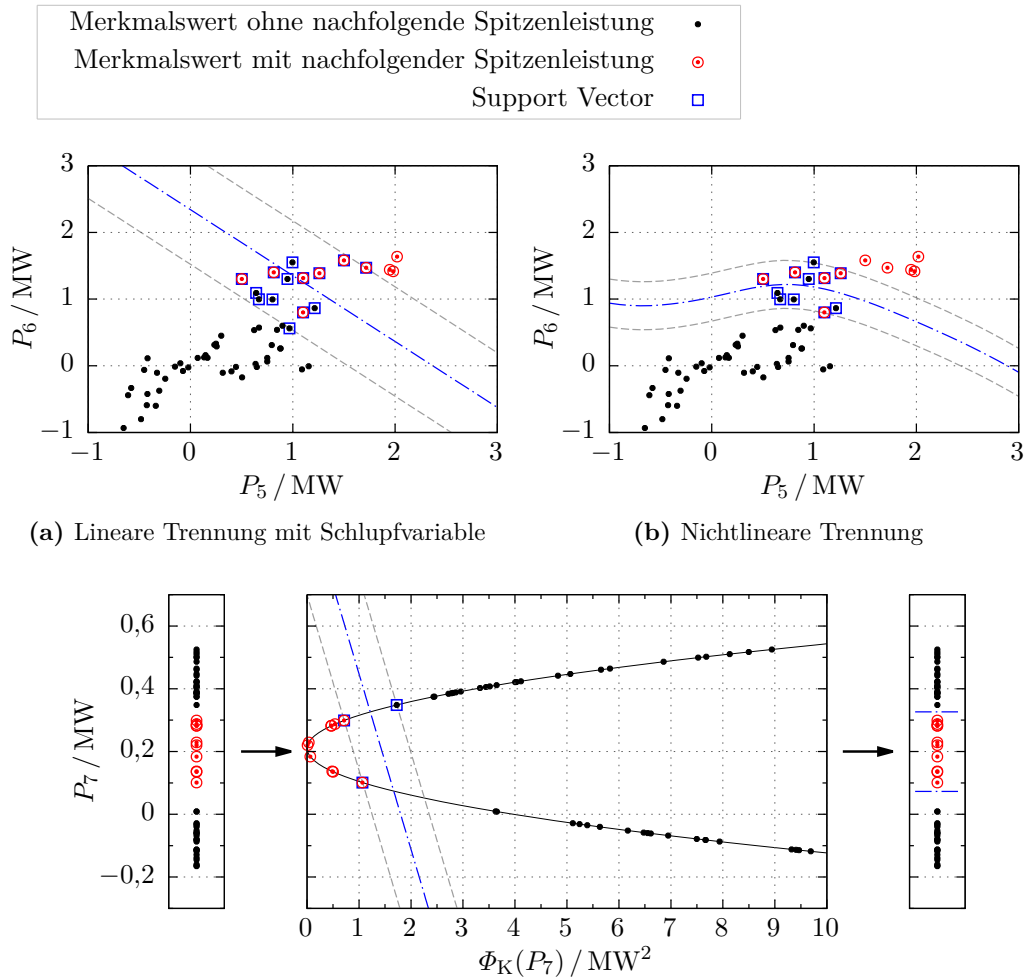 Merkmalswert ohne nachfolgende Spitzenleistung
Merkmalswert mit nachfolgender Spitzenleistung
Support Vector
3
2
1
0
−1
P6 / MW
−1 0 1 2 3
P5 / MW
(a) Lineare Trennung mit Schlupfvariable
3
2
1
0
−1
P6 / MW
−1 0 1 2 3
P5 / MW
(b) Nichtlineare Trennung
0,6
0,4
0,2
0
−0,2
P7 / MW
0 1 2 3 4 5 6 7 8 9 10
ΦK(P7) / MW²